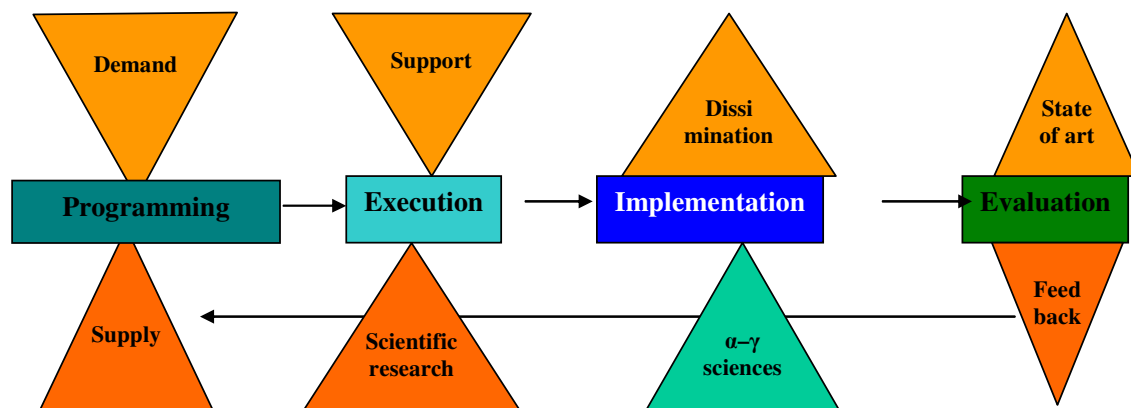 Demand
Support
Dissi
mination
State
of art
Programming
Execution
Implementation
Evaluation
Supply
Scientific
research
α–γ
sciences
Feed
back